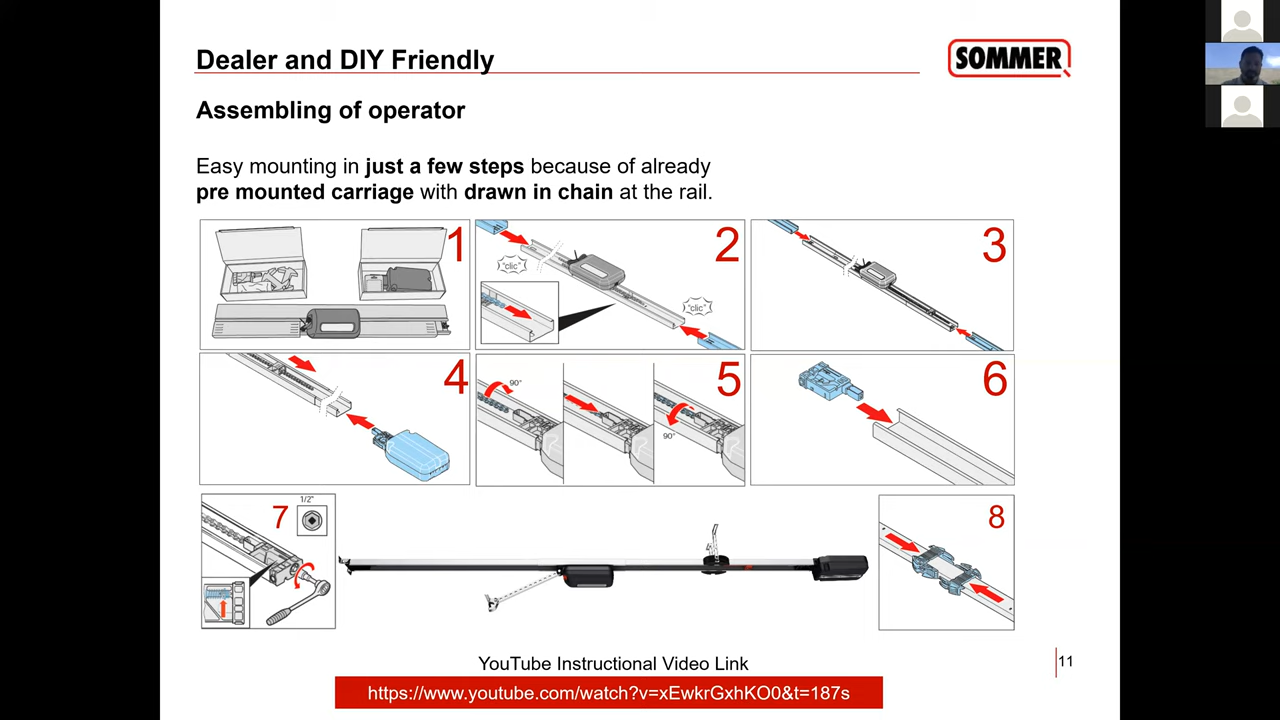 Dealer and DIY Friendly
SOMMER
Assembling of operator
Easy mounting in just a few steps because of already
pre mounted carriage with drawn in chain at the rail.
1
2
"clic"
"clic"
3
4
5
90°
90°
6
7
1/2"
8
YouTube Instructional Video Link
11
https://www.youtube.com/watch?v=xEwkrGxhKO0&t=187s